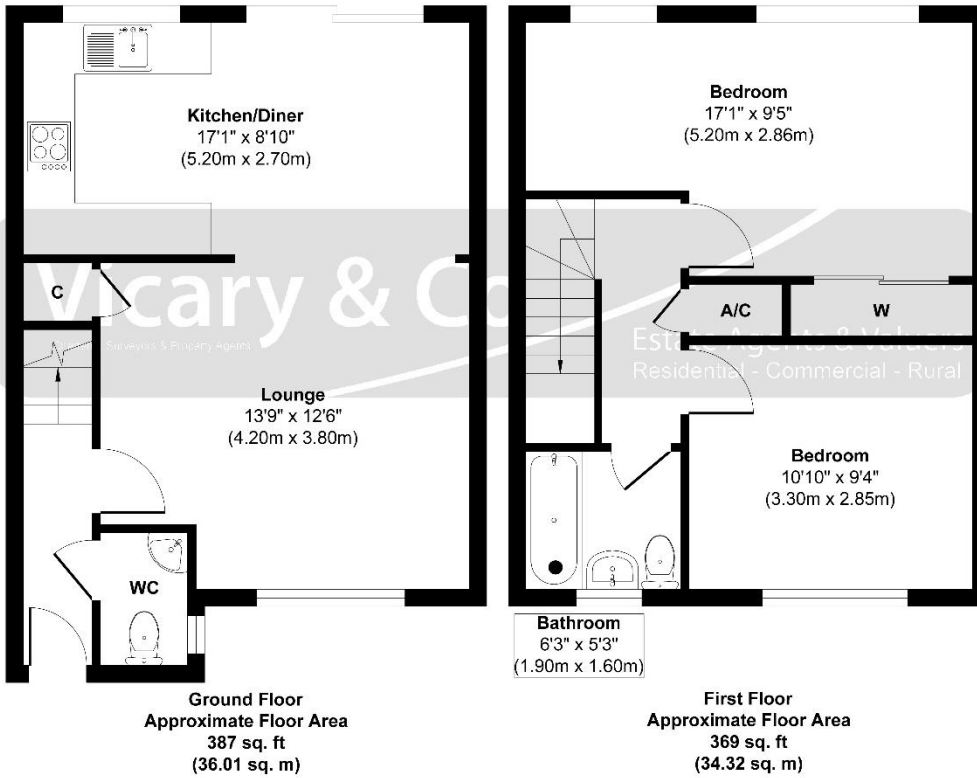 Kitchen/Diner
17'1" x 8'10"
(5.20m x 2.70m)
Bedroom
17'1" x 9'5"
(5.20m x 2.86m)
Vicary & Co
Surveyors & Property Agents
Estate Agents & Valuers
Residential - Commercial - Rural
C
A/C
W
Lounge
13'9" x 12'6"
(4.20m x 3.80m)
Bedroom
10'10" x 9'4"
(3.30m x 2.85m)
WC
Bathroom
6'3" x 5'3"
(1.90m x 1.60m)
Ground Floor
Approximate Floor Area
387 sq. ft
(36.01 sq. m)
First Floor
Approximate Floor Area
369 sq. ft
(34.32 sq. m)